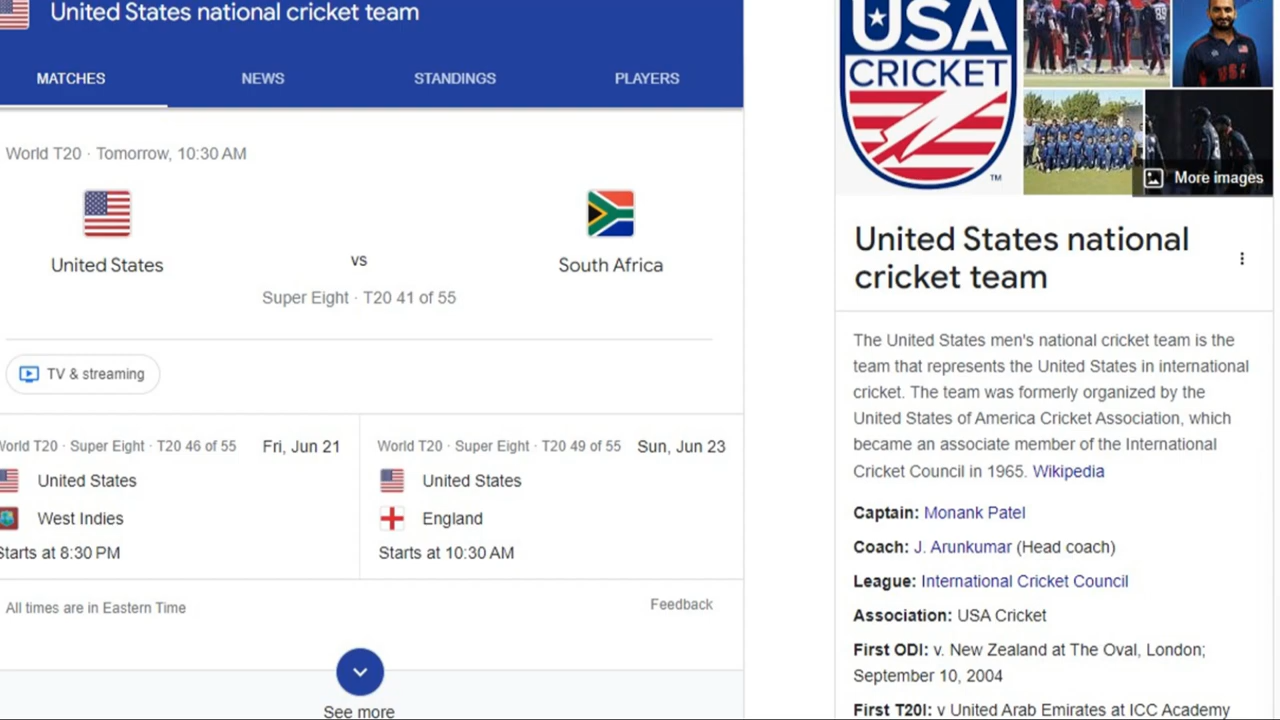 United States national cricket team
MATCHES
NEWS
STANDINGS
PLAYERS
World T20 · Tomorrow, 10:30 AM
United States
vs
South Africa
Super Eight · T20 41 of 55
TV & streaming
World T20 · Super Eight · T20 46 of 55
Fri, Jun 21
United States
West Indies
Starts at 8:30 PM
World T20 · Super Eight · T20 49 of 55
Sun, Jun 23
United States
England
Starts at 10:30 AM
All times are in Eastern Time
Feedback
See more
USA
CRICKET
TM
More images
United States national
cricket team
The United States men's national cricket team is the
team that represents the United States in international
cricket. The team was formerly organized by the
United States of America Cricket Association, which
became an associate member of the International
Cricket Council in 1965. Wikipedia
Captain: Monank Patel
Coach: J. Arunkumar (Head coach)
League: International Cricket Council
Association: USA Cricket
First ODI: v. New Zealand at The Oval, London;
September 10, 2004
First T20I: v United Arab Emirates at ICC Academy